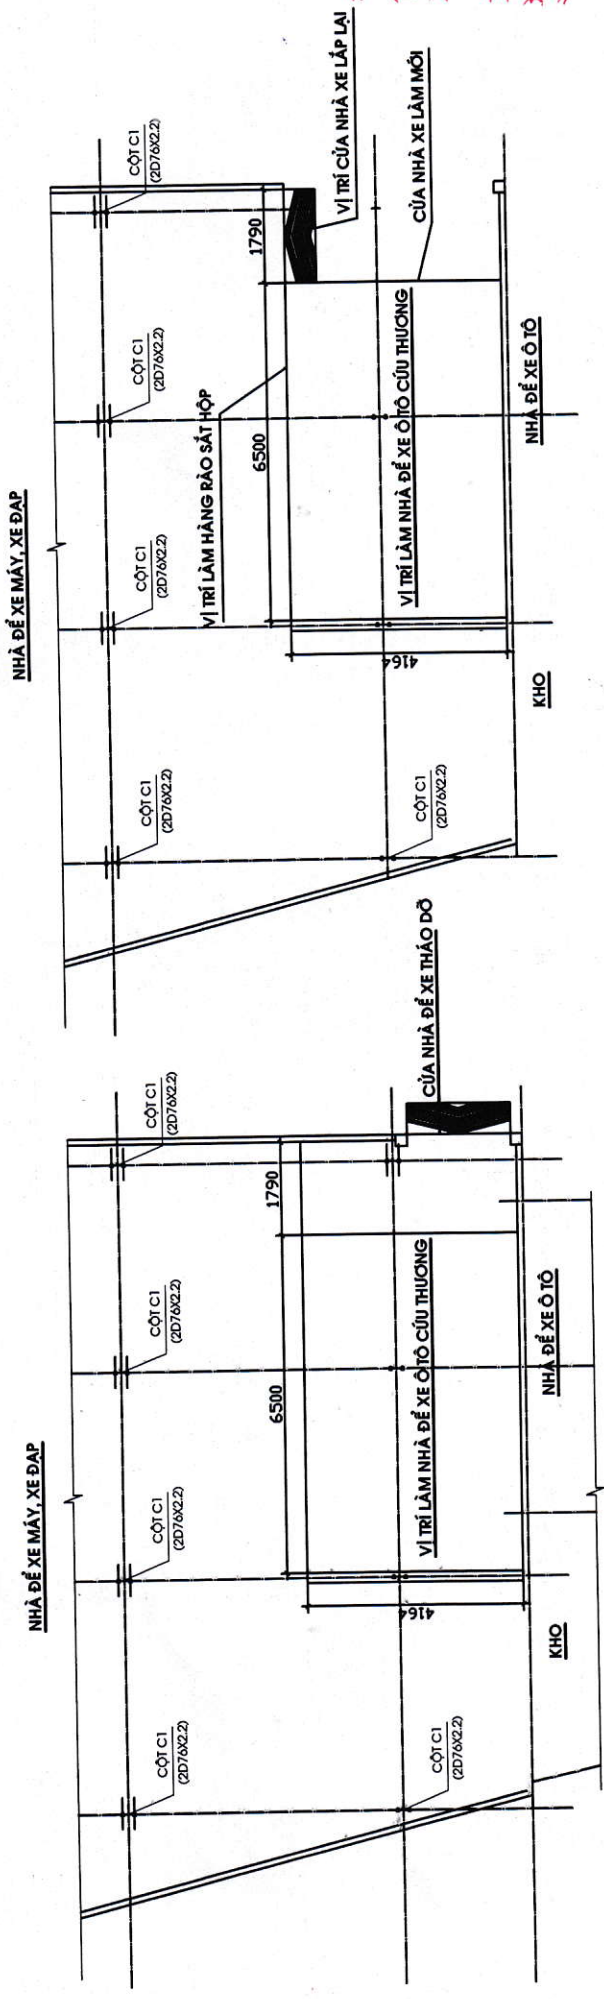 NHÀ ĐỂ XE MÁY, XE ĐẠP
CỘT C1
(2D76X2.2)
CỘT C1
(2D76X2.2)
CỘT C1
(2D76X2.2)
CỘT C1
(2D76X2.2)
6500
1790
4164
CỘT C1
(2D76X2.2)
VỊ TRÍ LÀM NHÀ ĐỂ XE Ô TÔ CỨU THƯƠNG
CỬA NHÀ ĐỂ XE THÁO DỠ
KHO
NHÀ ĐỂ XE Ô TÔ
NHÀ ĐỂ XE MÁY, XE ĐẠP
CỘT C1
(2D76X2.2)
CỘT C1
(2D76X2.2)
CỘT C1
(2D76X2.2)
CỘT C1
(2D76X2.2)
VỊ TRÍ LÀM HÀNG RÀO SẮT HỘP
6500
1790
VỊ TRÍ CỬA NHÀ XE LẮP LẠI
4164
CỘT C1
(2D76X2.2)
VỊ TRÍ LÀM NHÀ ĐỂ XE Ô TÔ CỨU THƯƠNG
CỬA NHÀ XE LÀM MỚI
KHO
NHÀ ĐỂ XE Ô TÔ